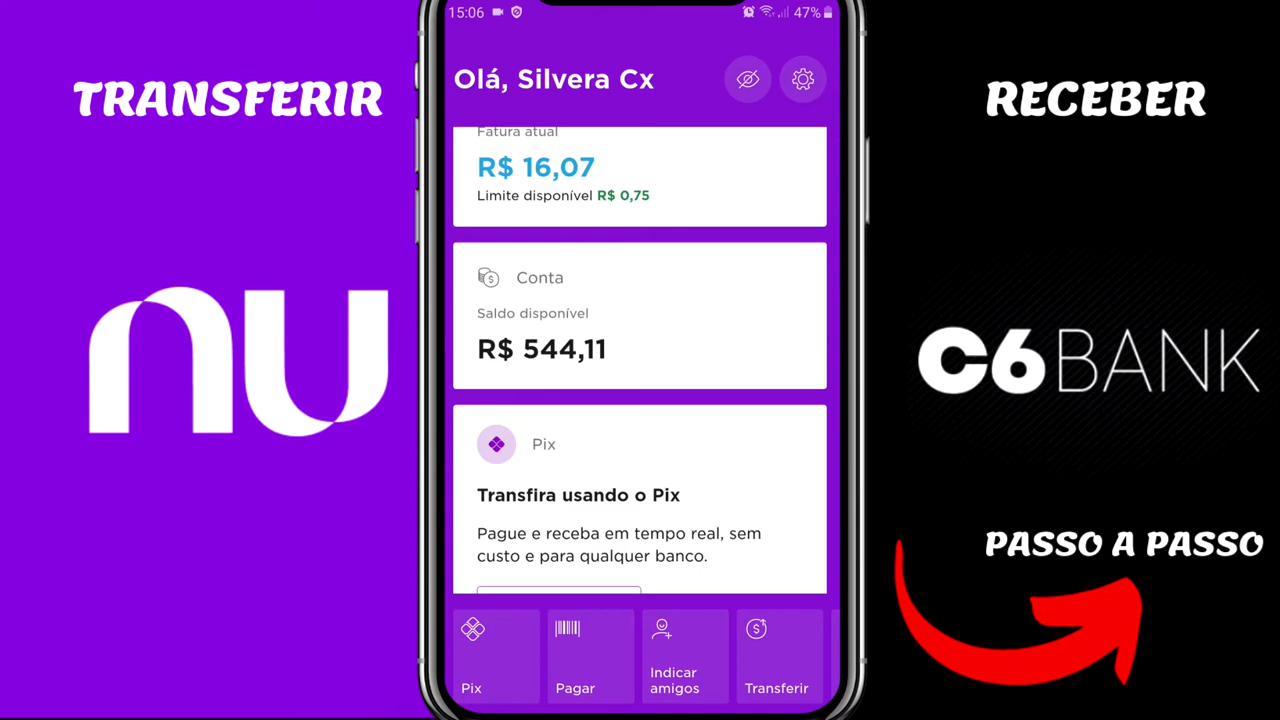 TRANSFERIR
nu
15:06
47%
Olá, Silvera Cx
Fatura atual
R$ 16,07
Limite disponível R$ 0,75
Conta
Saldo disponível
R$ 544,11
Pix
Transfira usando o Pix
Pague e receba em tempo real, sem
custo e para qualquer banco.
Pix
Pagar
Indicar
amigos
Transferir
RECEBER
C6BANK
PASSO A PASSO